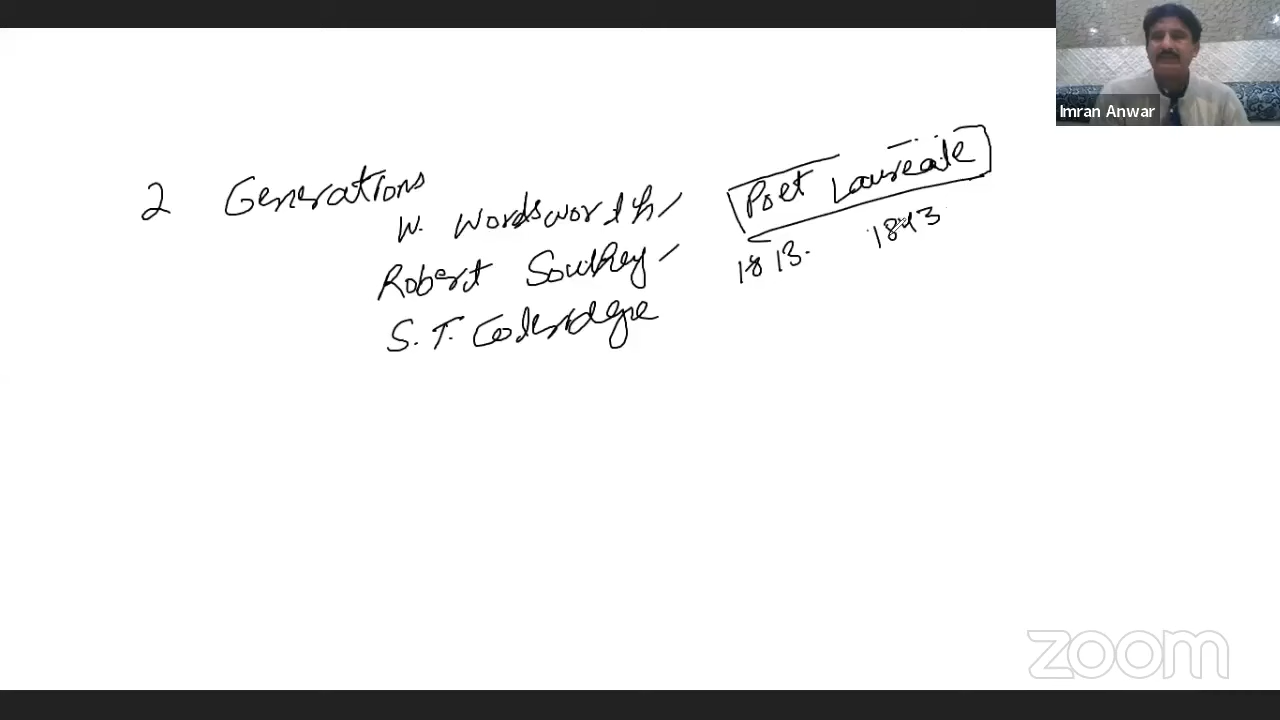 Imran Anwar
2 Generations
W. Wordsworth
Poet Laureate
Robert Southey
1813. 1843
S. T. Coleridge
zoom